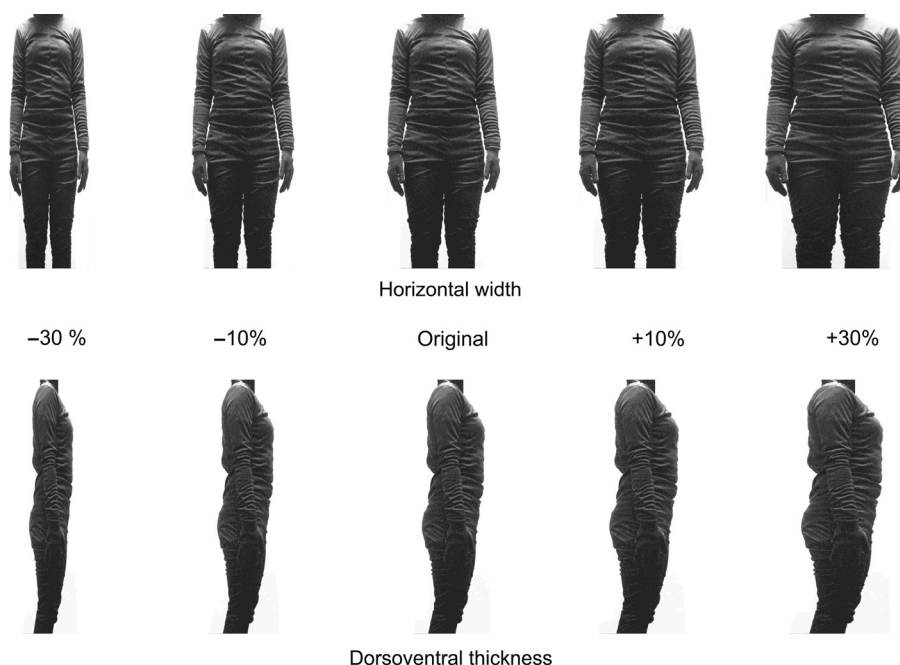 Horizontal width
–30 % –10% Original +10% +30%
Dorsoventral thickness